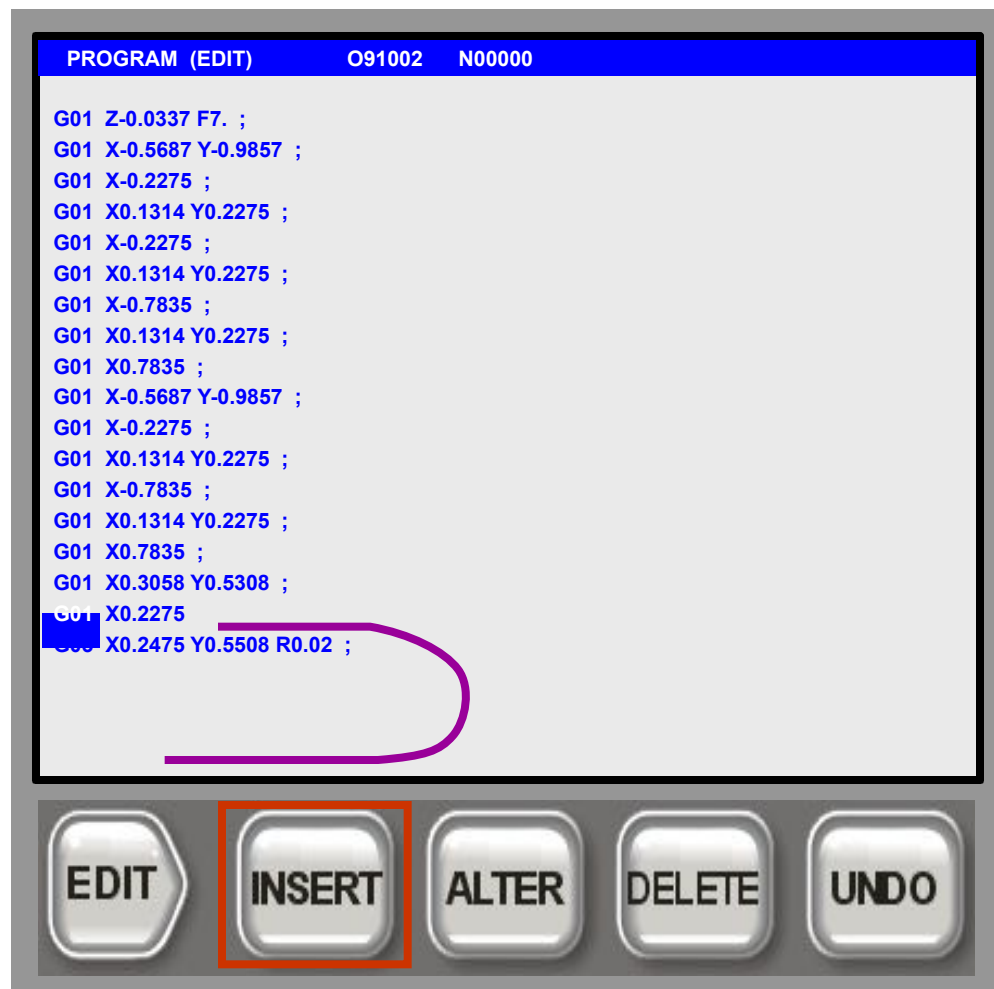 PROGRAM (EDIT) O91002 N00000
G01 Z-0.0337 F7. ;
G01 X-0.5687 Y-0.9857 ;
G01 X-0.2275 ;
G01 X0.1314 Y0.2275 ;
G01 X-0.2275 ;
G01 X0.1314 Y0.2275 ;
G01 X-0.7835 ;
G01 X0.1314 Y0.2275 ;
G01 X0.7835 ;
G01 X-0.5687 Y-0.9857 ;
G01 X-0.2275 ;
G01 X0.1314 Y0.2275 ;
G01 X-0.7835 ;
G01 X0.1314 Y0.2275 ;
G01 X0.7835 ;
G01 X0.3058 Y0.5308 ;
G01 X0.2275
G03 X0.2475 Y0.5508 R0.02 ;
EDIT INSERT ALTER DELETE UNDO